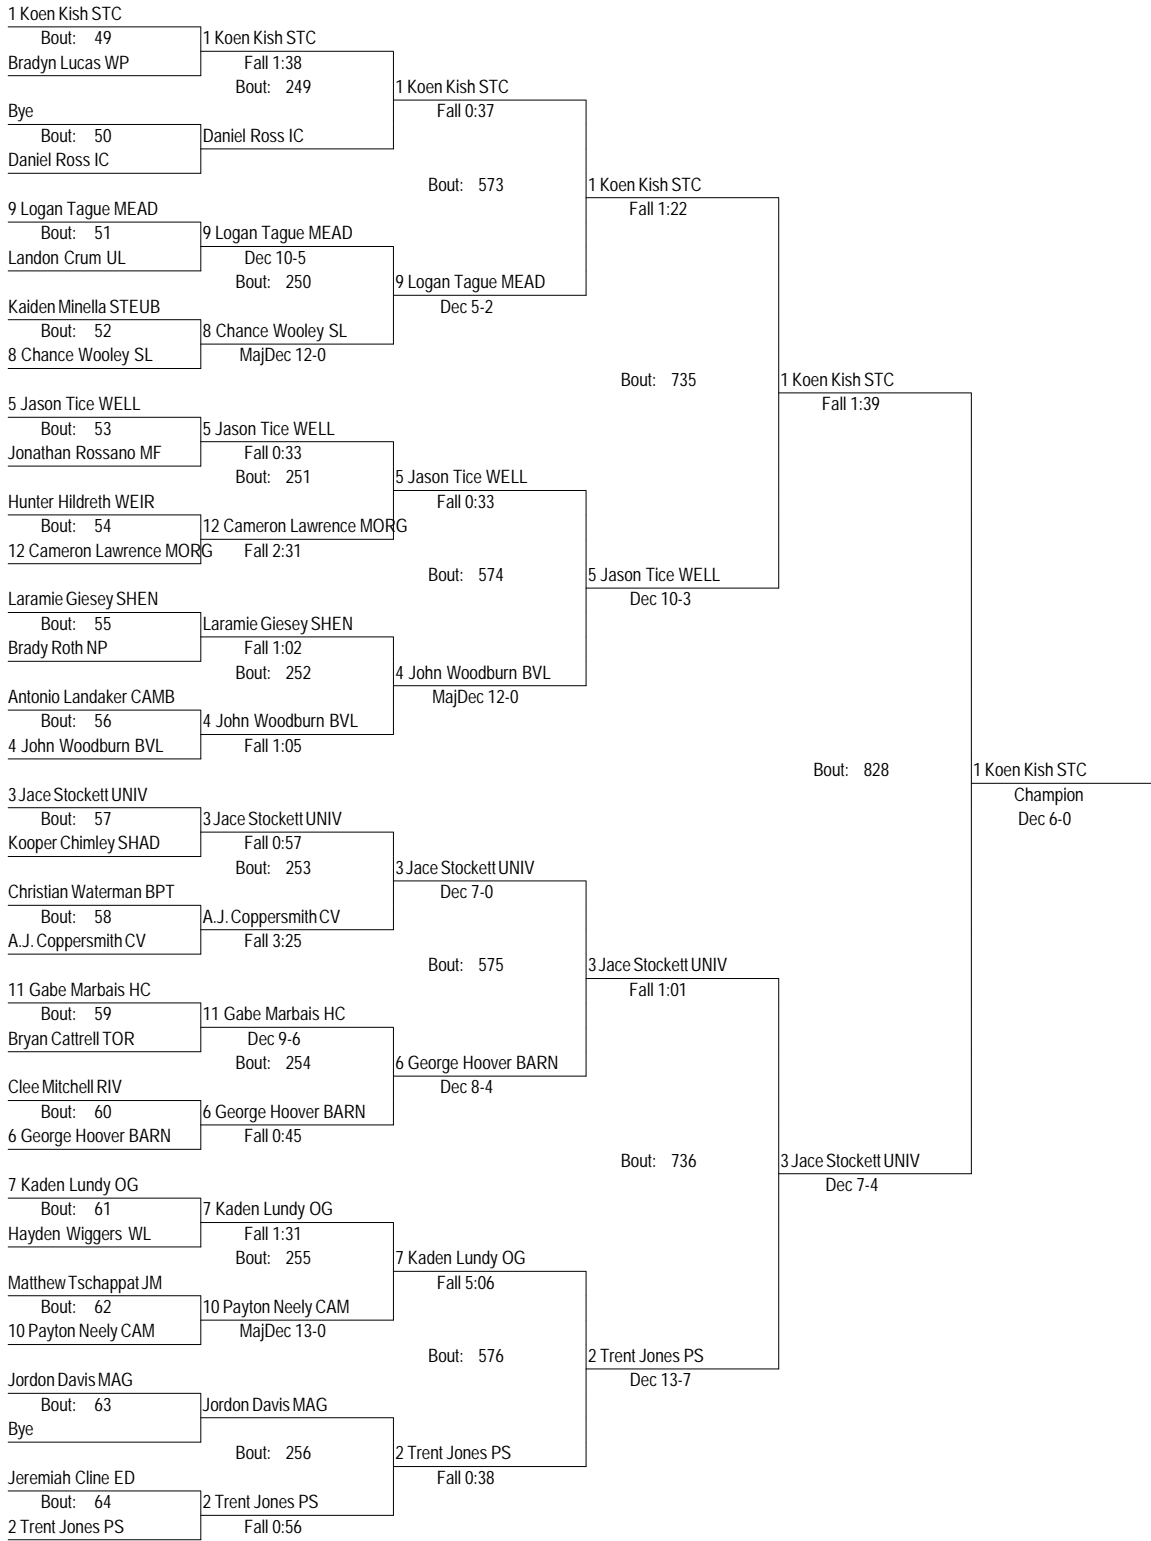 1 Koen Kish STC
Bout: 49
Bradyn Lucas WP
1 Koen Kish STC
Fall 1:38
Bout: 249
1 Koen Kish STC
Fall 0:37
Bye
Bout: 50
Daniel Ross IC
Daniel Ross IC
Bout: 573
1 Koen Kish STC
Fall 1:22
9 Logan Tague MEAD
Bout: 51
Landon Crum UL
9 Logan Tague MEAD
Dec 10-5
Bout: 250
9 Logan Tague MEAD
Dec 5-2
Kaiden Minella STEUB
Bout: 52
8 Chance Wooley SL
8 Chance Wooley SL
MajDec 12-0
Bout: 735
1 Koen Kish STC
Fall 1:39
5 Jason Tice WELL
Bout: 53
Jonathan Rossano MF
5 Jason Tice WELL
Fall 0:33
Bout: 251
5 Jason Tice WELL
Fall 0:33
Hunter Hildreth WEIR
Bout: 54
12 Cameron Lawrence MORG
12 Cameron Lawrence MORG
Fall 2:31
Bout: 574
5 Jason Tice WELL
Dec 10-3
Laramie Giesey SHEN
Bout: 55
Brady Roth NP
Laramie Giesey SHEN
Fall 1:02
Bout: 252
4 John Woodburn BVL
MajDec 12-0
Antonio Landaker CAMB
Bout: 56
4 John Woodburn BVL
4 John Woodburn BVL
Fall 1:05
Bout: 828
1 Koen Kish STC
Champion
Dec 6-0
3 Jace Stockett UNIV
Bout: 57
Kooper Chimley SHAD
3 Jace Stockett UNIV
Fall 0:57
Bout: 253
3 Jace Stockett UNIV
Dec 7-0
Christian Waterman BPT
Bout: 58
A.J. Coppersmith CV
A.J. Coppersmith CV
Fall 3:25
Bout: 575
3 Jace Stockett UNIV
Fall 1:01
11 Gabe Marbais HC
Bout: 59
Bryan Cattrell TOR
11 Gabe Marbais HC
Dec 9-6
Bout: 254
6 George Hoover BARN
Dec 8-4
Clee Mitchell RIV
Bout: 60
6 George Hoover BARN
6 George Hoover BARN
Fall 0:45
Bout: 736
3 Jace Stockett UNIV
Dec 7-4
7 Kaden Lundy OG
Bout: 61
Hayden Wiggers WL
7 Kaden Lundy OG
Fall 1:31
Bout: 255
7 Kaden Lundy OG
Fall 5:06
Matthew Tschappat JM
Bout: 62
10 Payton Neely CAM
10 Payton Neely CAM
MajDec 13-0
Bout: 576
2 Trent Jones PS
Dec 13-7
Jordon Davis MAG
Bout: 63
Bye
Jordon Davis MAG
Bout: 256
2 Trent Jones PS
Fall 0:38
Jeremiah Cline ED
Bout: 64
2 Trent Jones PS
2 Trent Jones PS
Fall 0:56